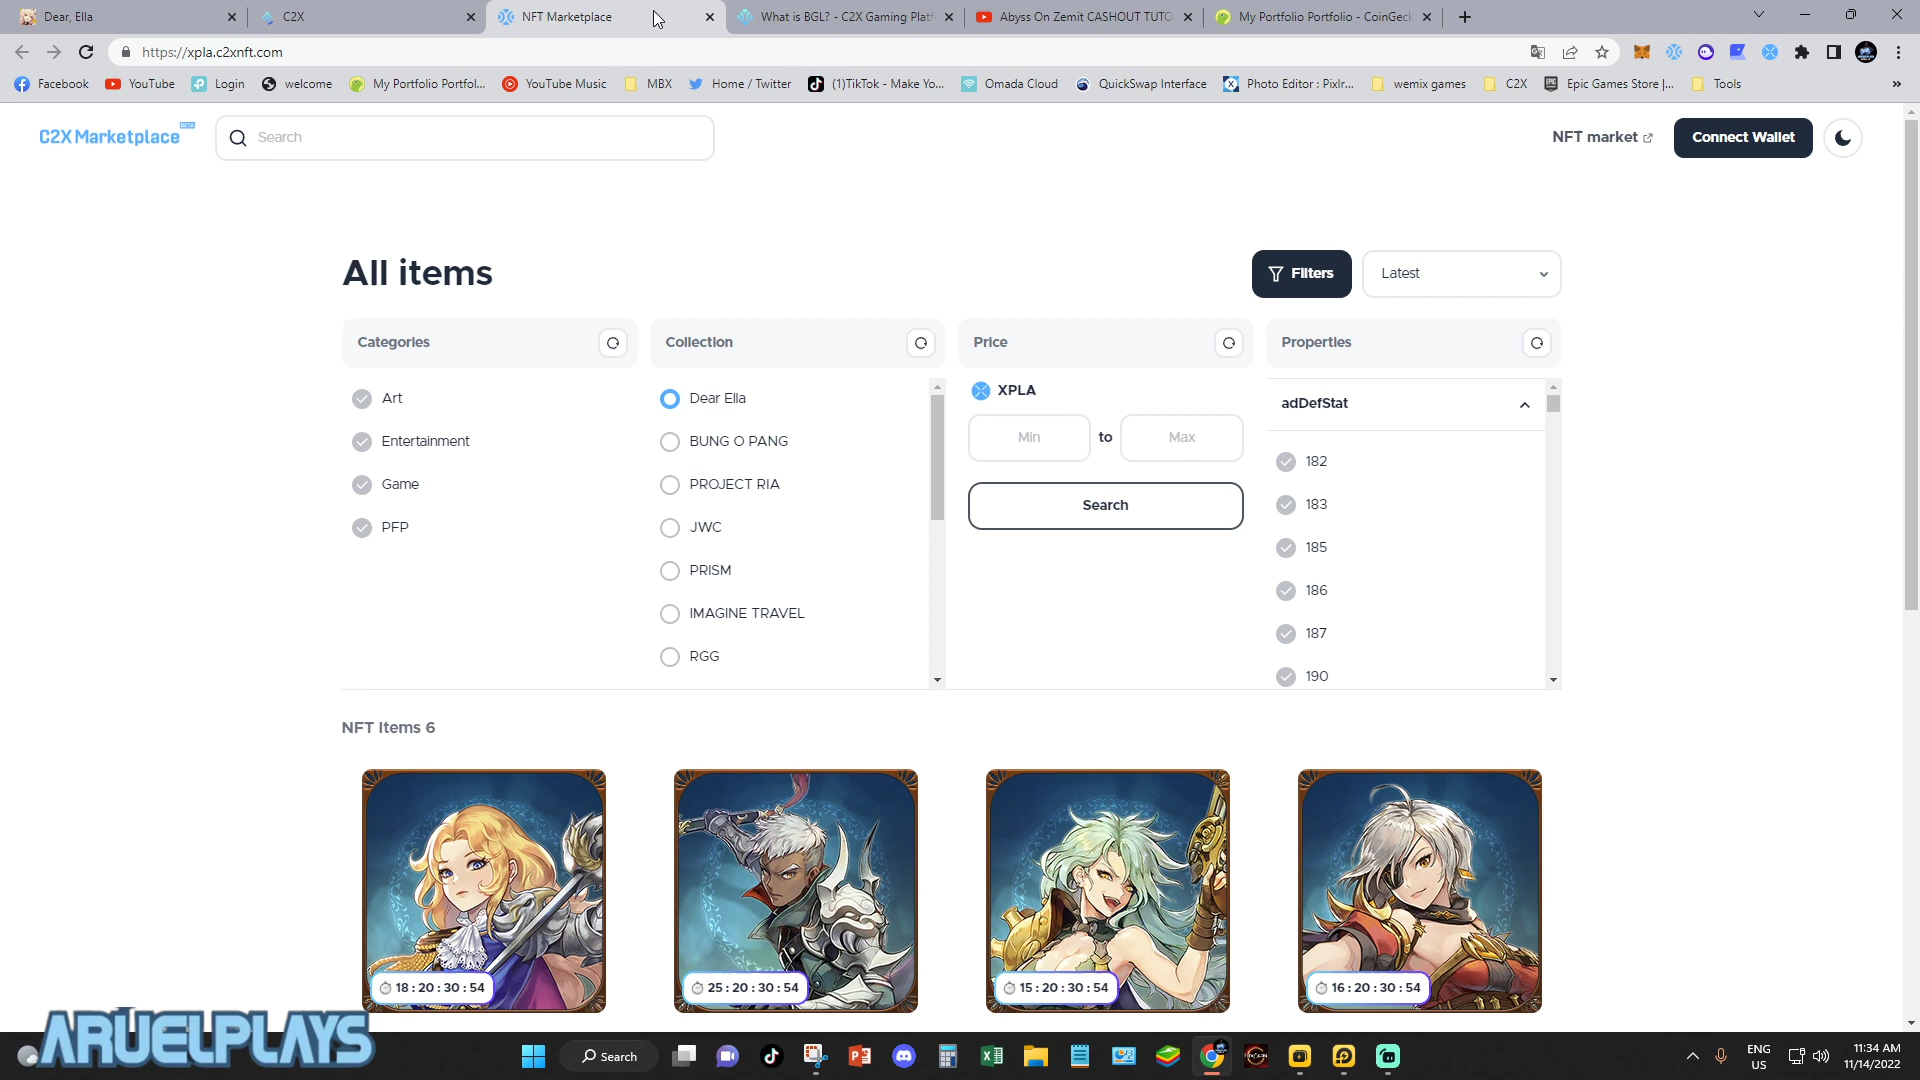 Dear, Ella
C2X
NFT Marketplace
What is BGL? - C2X Gaming Platf
Abyss On Zemit CASHOUT TUTO
My Portfolio Portfolio - CoinGeck
https://xpla.c2xnft.com
Facebook
YouTube
Login
welcome
My Portfolio Portfol...
YouTube Music
MBX
Home / Twitter
(1)TikTok - Make Yo...
Omada Cloud
QuickSwap Interface
Photo Editor : Pixlr...
wemix games
C2X
Epic Games Store |...
Tools
C2X Marketplace BETA
Search
NFT market
Connect Wallet
All items
Filters
Latest
Categories
Collection
Price
Properties
Art
Entertainment
Game
PFP
Dear Ella
BUNG O PANG
PROJECT RIA
JWC
PRISM
IMAGINE TRAVEL
RGG
XPLA
Min to Max
Search
adDefStat
182
183
185
186
187
190
NFT Items 6
18 : 20 : 30 : 54
25 : 20 : 30 : 54
15 : 20 : 30 : 54
16 : 20 : 30 : 54
ARUELPLAYS
Search
ENG
US
11:34 AM
11/14/2022